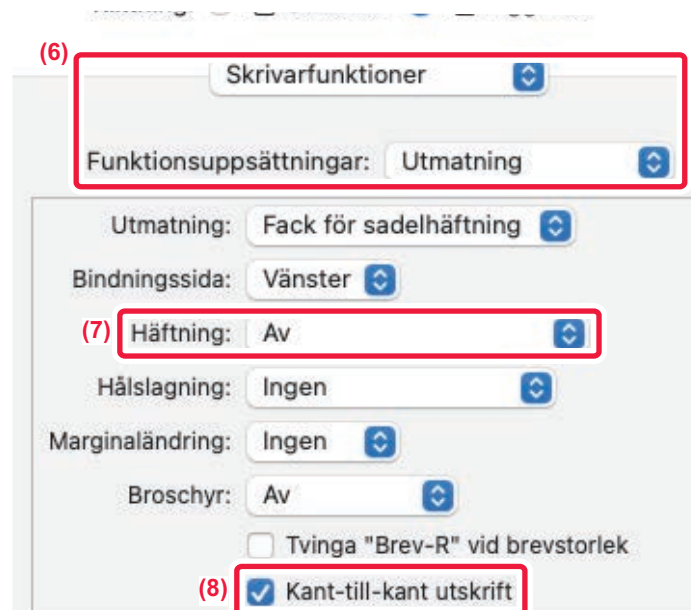 (6)
Skrivarfunktioner
Funktionsuppsättningar: Utmatning
Utmatning: Fack för sadelhäftning
Bindningssida: Vänster
(7) Häftning: Av
Hålslagning: Ingen
Marginaländring: Ingen
Broschyr: Av
Tvinga "Brev-R" vid brevstorlek
(8) Kant-till-kant utskrift